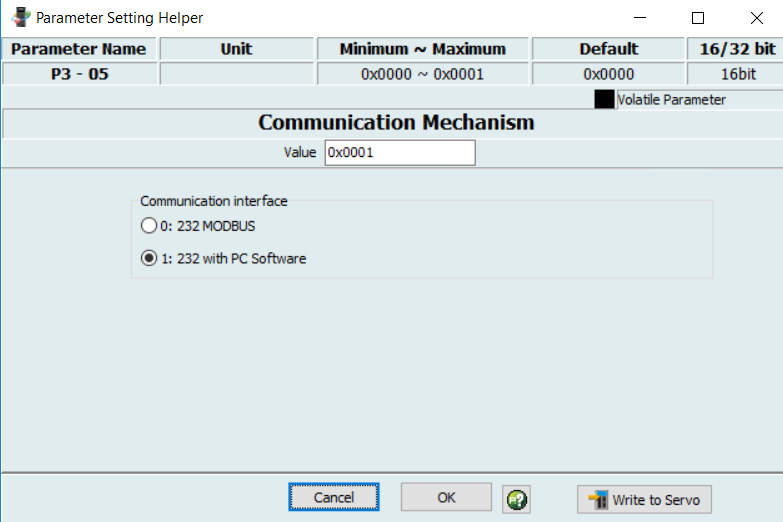 Parameter Setting Helper
Parameter Name Unit Minimum ~ Maximum Default 16/32 bit
P3 - 05 0x0000 ~ 0x0001 0x0000 16bit
Volatile Parameter
Communication Mechanism
Value 0x0001
Communication interface
0: 232 MODBUS
1: 232 with PC Software
Cancel OK Write to Servo